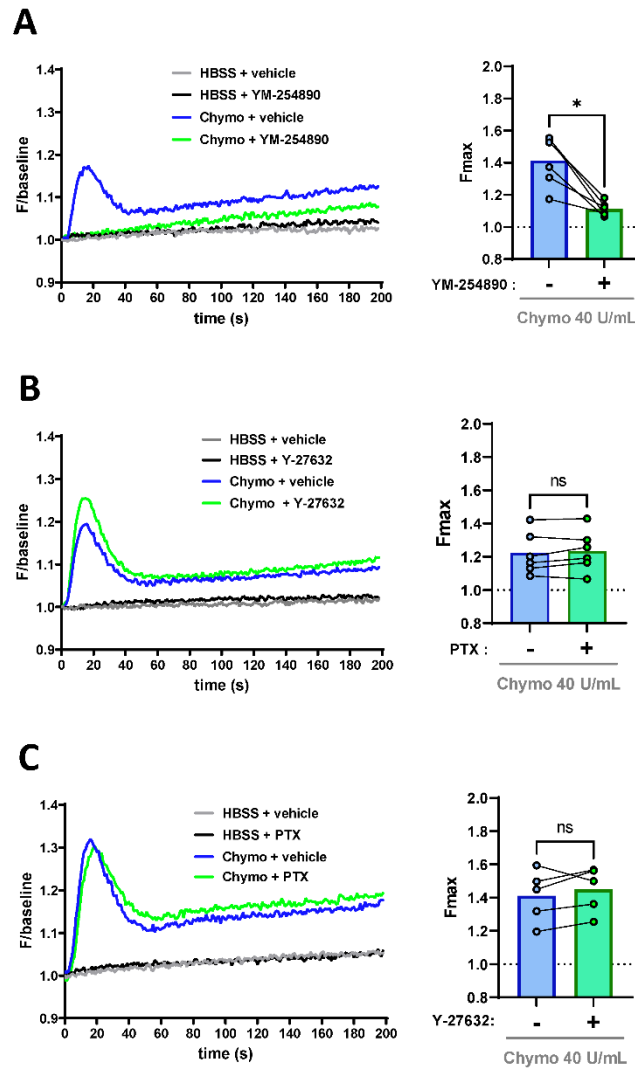 A
HBSS + vehicle
HBSS + YM-254890
Chymo + vehicle
Chymo + YM-254890
F/baseline
1.4
1.3
1.2
1.1
1.0
0.9
0 20 40 60 80 100 120 140 160 180 200
time (s)
Fmax
2.0
1.8
1.6
1.4
1.2
1.0
0.8
*
YM-254890 : - +
Chymo 40 U/mL
B
HBSS + vehicle
HBSS + Y-27632
Chymo + vehicle
Chymo + Y-27632
F/baseline
1.4
1.3
1.2
1.1
1.0
0.9
0 20 40 60 80 100 120 140 160 180 200
time (s)
Fmax
2.0
1.8
1.6
1.4
1.2
1.0
0.8
ns
PTX : - +
Chymo 40 U/mL
C
HBSS + vehicle
HBSS + PTX
Chymo + vehicle
Chymo + PTX
F/baseline
1.4
1.3
1.2
1.1
1.0
0.9
0 20 40 60 80 100 120 140 160 180 200
time (s)
Fmax
2.0
1.8
1.6
1.4
1.2
1.0
0.8
ns
Y-27632: - +
Chymo 40 U/mL